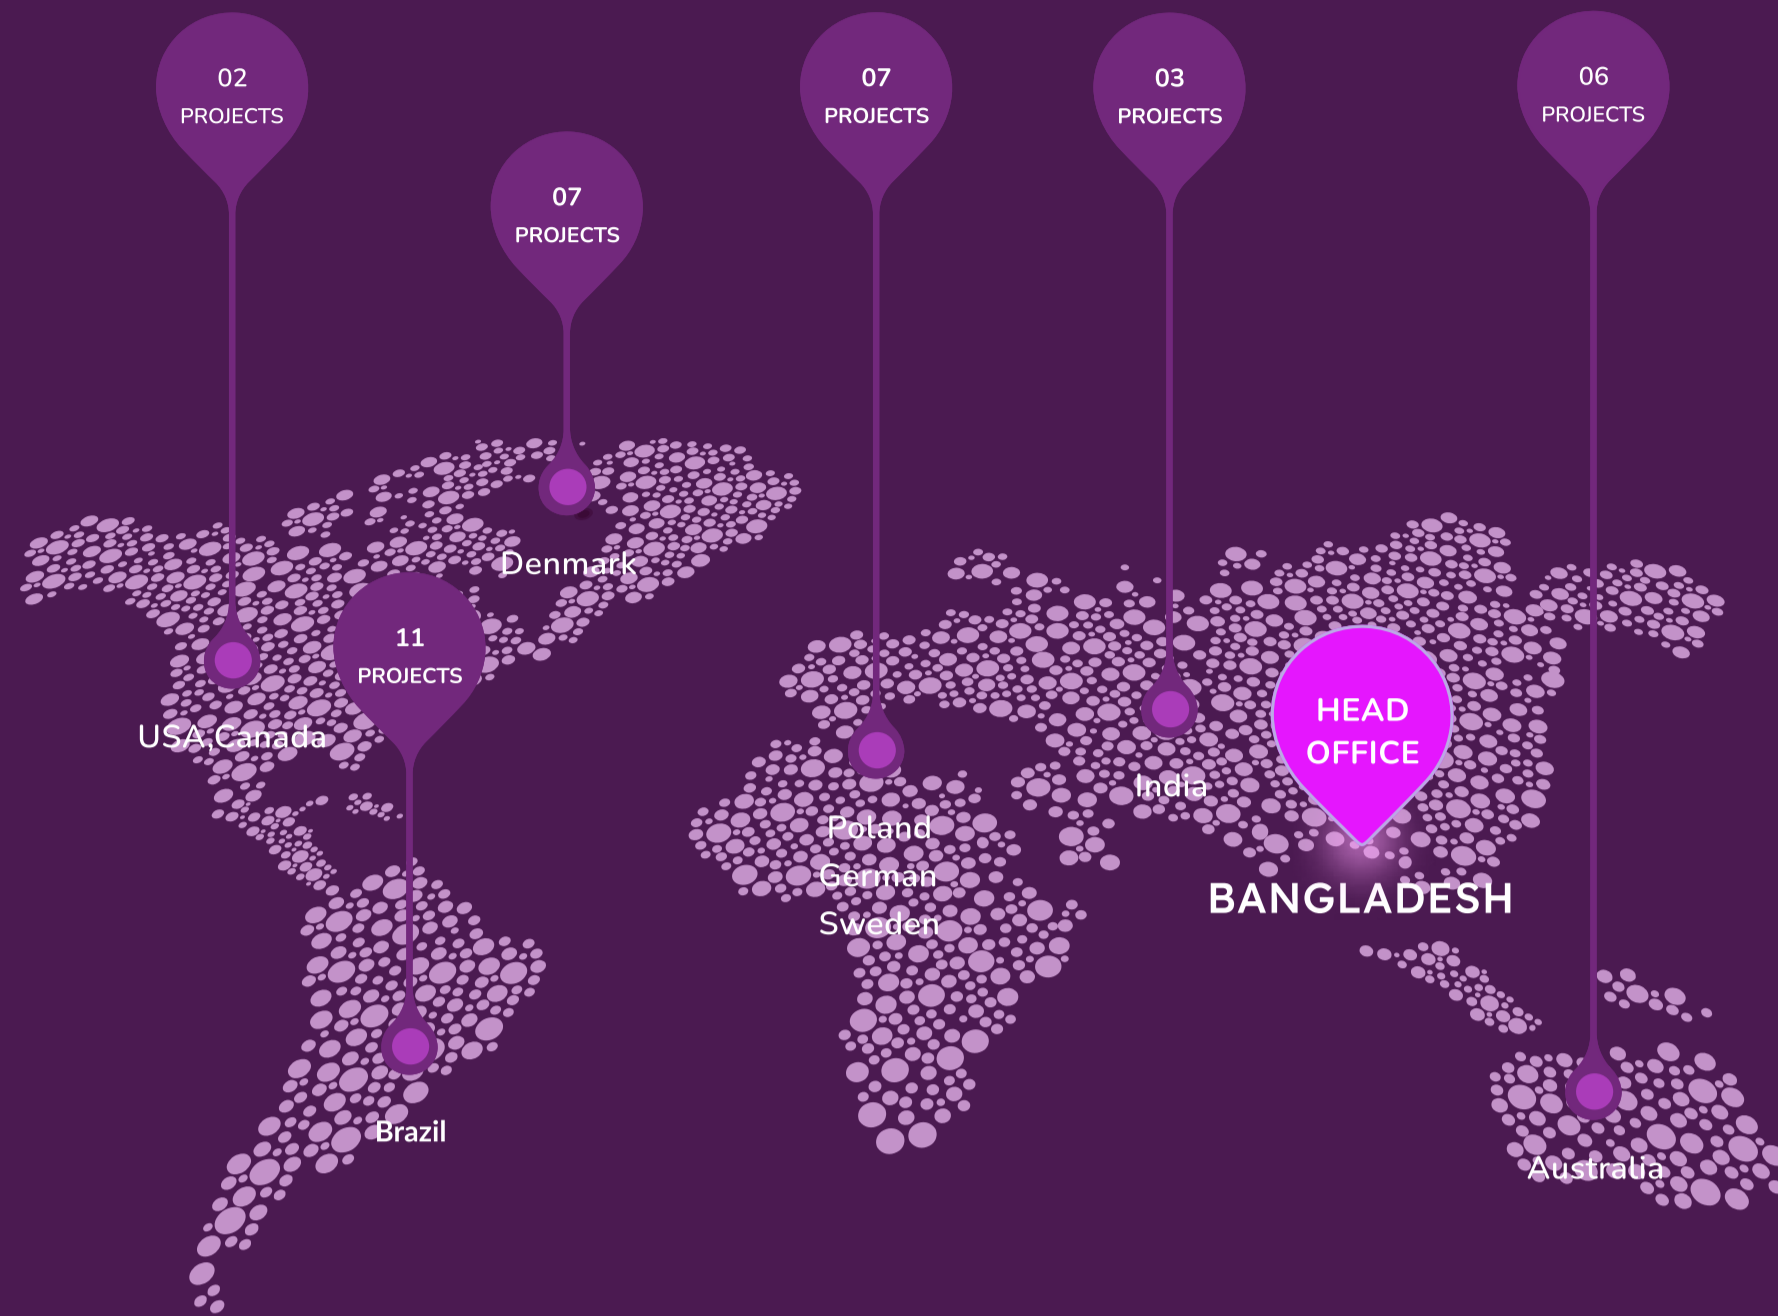 02
PROJECTS
07
PROJECTS
07
PROJECTS
03
PROJECTS
06
PROJECTS
Denmark
11
PROJECTS
USA,Canada
HEAD
OFFICE
India
Poland
German
Sweden
BANGLADESH
Brazil
Australia